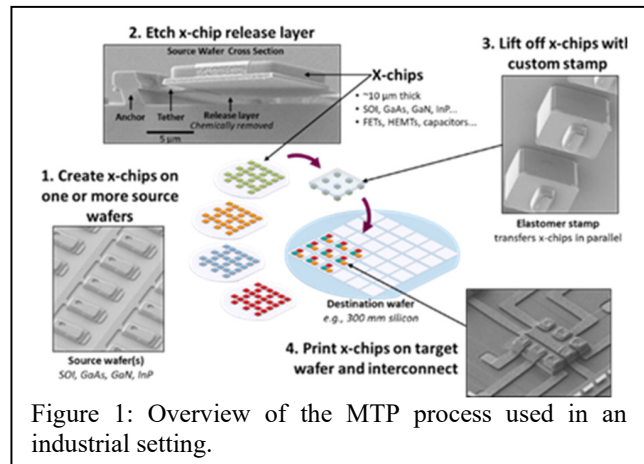 2. Etch x-chip release layer
Source Wafer Cross Section
Anchor
Tether
Release layer
Chemically removed
5 µm
X-chips
• ~10 µm thick
• SOI, GaAs, GaN, InP...
• FETs, HEMTs, capacitors...
3. Lift off x-chips witl
custom stamp
Elastomer stamp
transfers x-chips in parallel
1. Create x-chips on
one or more source
wafers
Source wafer(s)
SOI, GaAs, GaN, InP
Destination wafer
e.g., 300 mm silicon
4. Print x-chips on target
wafer and interconnect
Figure 1: Overview of the MTP process used in an
industrial setting.